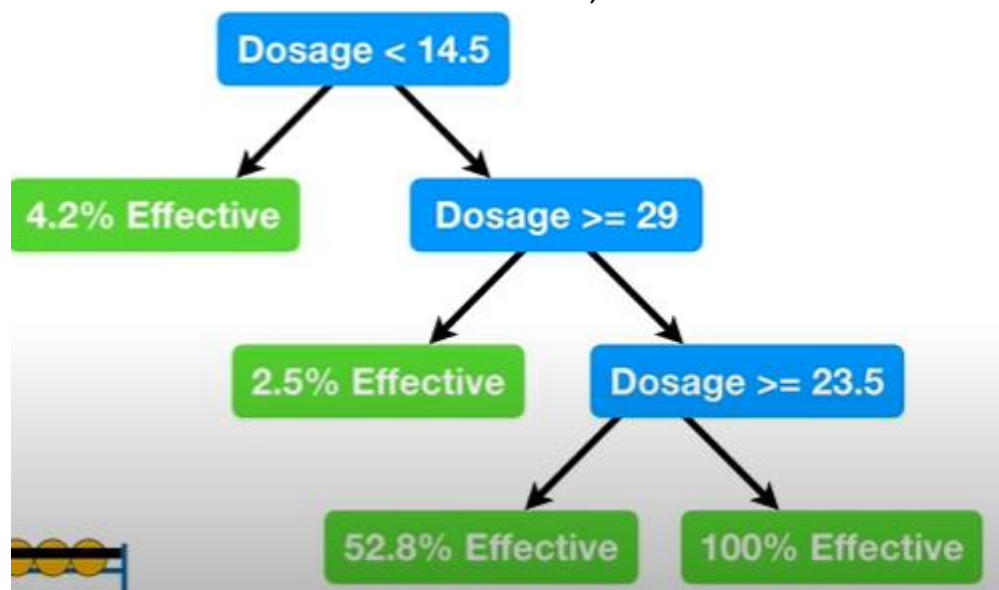 Dosage < 14.5
4.2% Effective
Dosage >= 29
2.5% Effective
Dosage >= 23.5
52.8% Effective
100% Effective